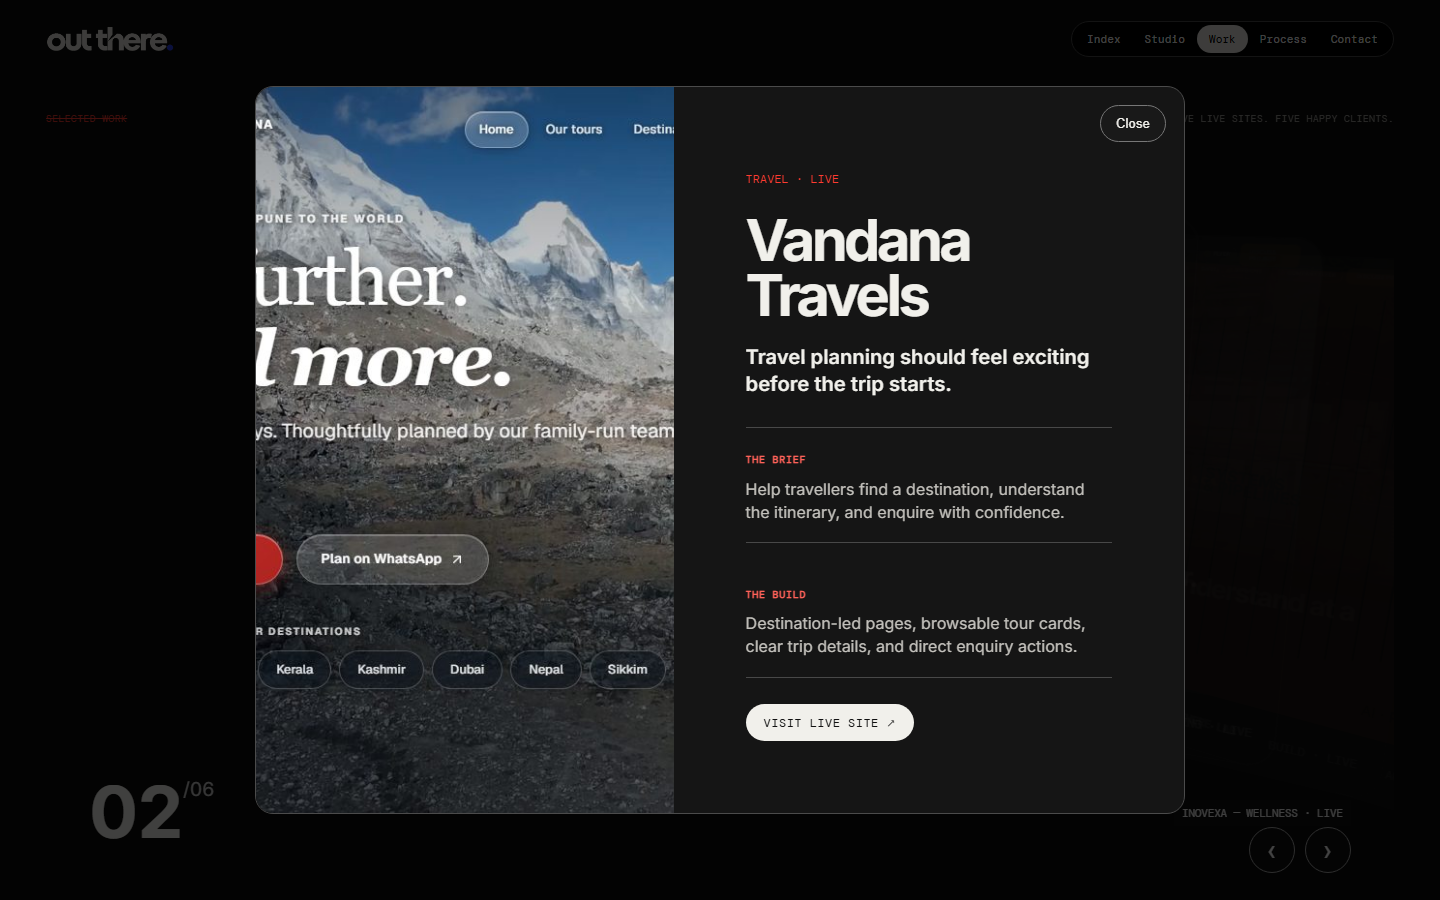 out there.
Index Studio Work Process Contact
SELECTED WORK
VE LIVE SITES. FIVE HAPPY CLIENTS.
NA
Home Our tours Destina
PUNE TO THE WORLD
urther.
l more.
ys. Thoughtfully planned by our family-run team
Plan on WhatsApp ↗
R DESTINATIONS
Kerala Kashmir Dubai Nepal Sikkim
Close
TRAVEL · LIVE
Vandana
Travels
Travel planning should feel exciting
before the trip starts.
THE BRIEF
Help travellers find a destination, understand
the itinerary, and enquire with confidence.
THE BUILD
Destination-led pages, browsable tour cards,
clear trip details, and direct enquiry actions.
VISIT LIVE SITE ↗
02/06
INOVEXA — WELLNESS · LIVE